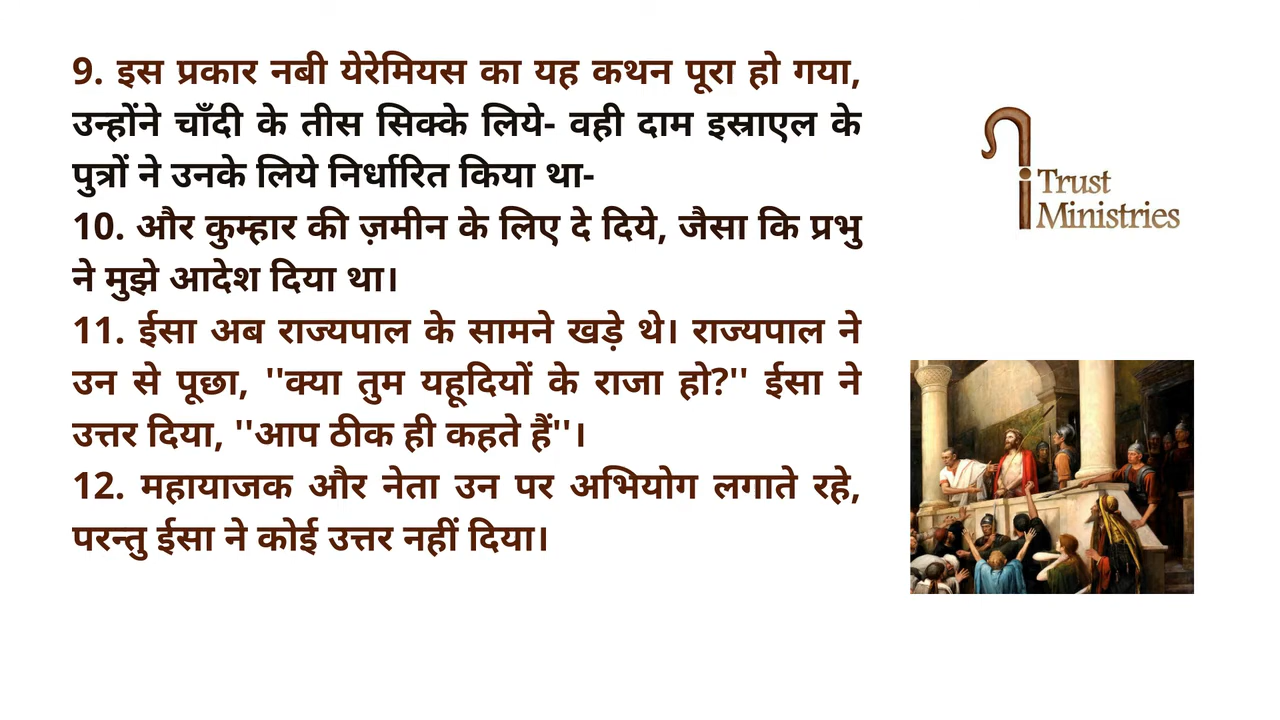 9. इस प्रकार नबी येरेमियस का यह कथन पूरा हो गया,
उन्होंने चाँदी के तीस सिक्के लिये- वही दाम इस्राएल के
पुत्रों ने उनके लिये निर्धारित किया था-
10. और कुम्हार की ज़मीन के लिए दे दिये, जैसा कि प्रभु
ने मुझे आदेश दिया था।
11. ईसा अब राज्यपाल के सामने खड़े थे। राज्यपाल ने
उन से पूछा, ''क्या तुम यहूदियों के राजा हो?'' ईसा ने
उत्तर दिया, ''आप ठीक ही कहते हैं''।
12. महायाजक और नेता उन पर अभियोग लगाते रहे,
परन्तु ईसा ने कोई उत्तर नहीं दिया।
i Trust
Ministries